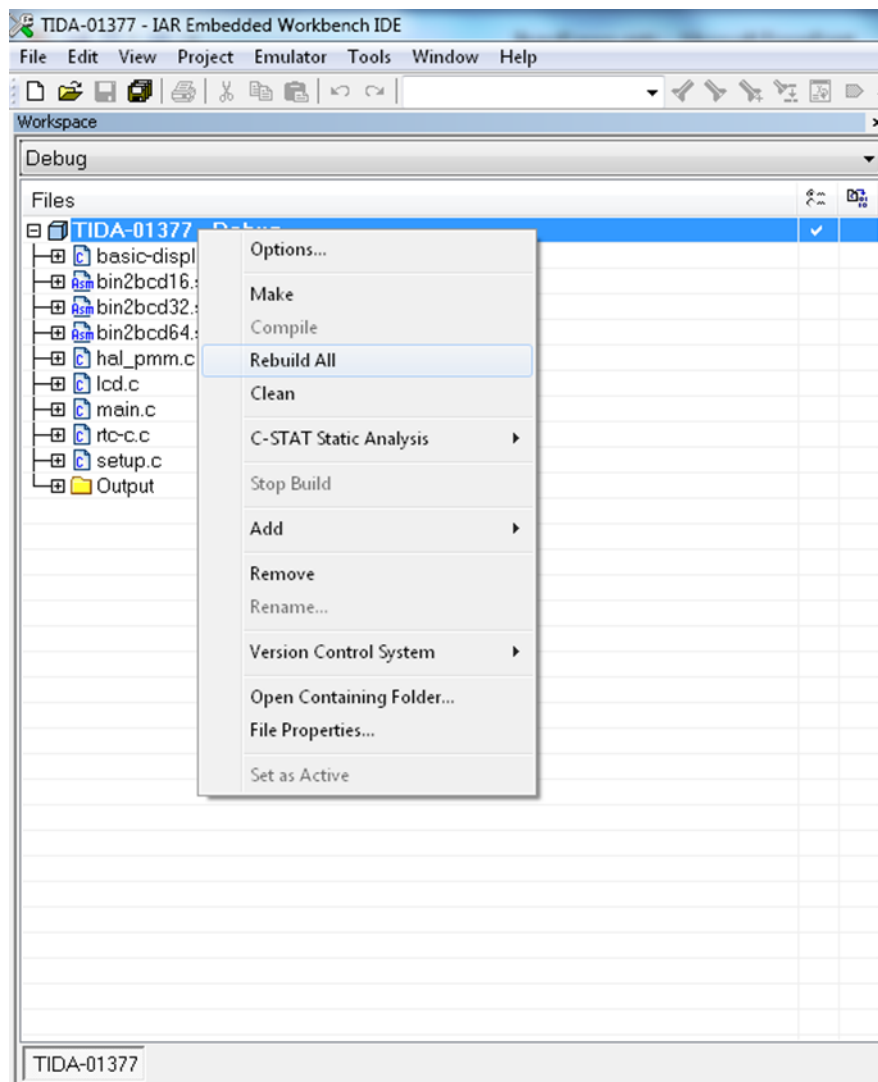 TIDA-01377 - IAR Embedded Workbench IDE
File Edit View Project Emulator Tools Window Help
Workspace
Debug
Files
TIDA-01377
Options...
basic-displ
bin2bcd16.
Make
bin2bcd32.
Compile
bin2bcd64.
hal_pmm.c
Rebuild All
lcd.c
Clean
main.c
rtc-c.c
C-STAT Static Analysis
setup.c
Output
Stop Build
Add
Remove
Rename...
Version Control System
Open Containing Folder...
File Properties...
Set as Active
TIDA-01377